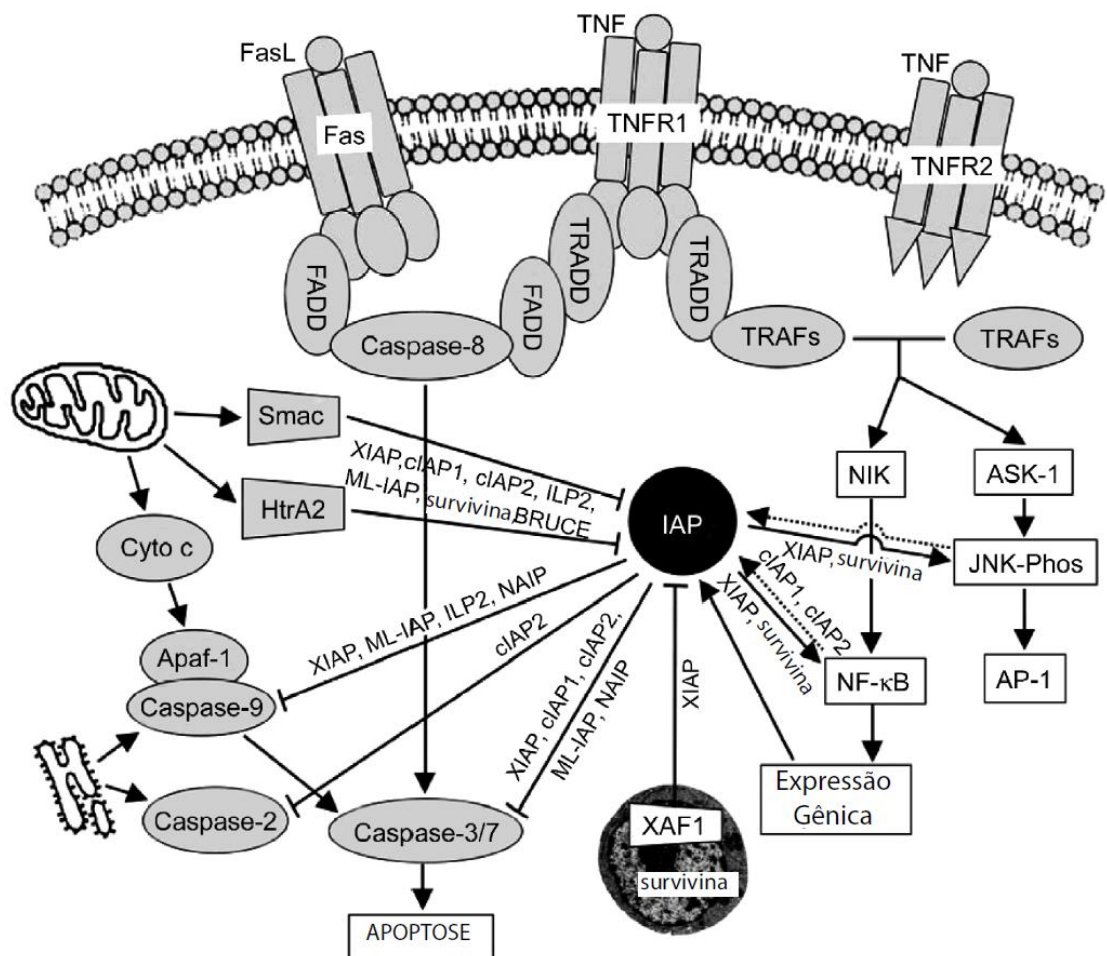 TNF
FasL
TNF
Fas
TNFR1
TNFR2
FADD
FADD
TRADD
TRADD
Caspase-8
TRAFs
TRAFs
Smac
XIAP,cIAP1, cIAP2, ILP2,
ML-IAP, survivina,BRUCE
HtrA2
IAP
NIK
ASK-1
Cyto c
XIAP, survivina
JNK-Phos
cIAP1, cIAP2
XIAP, survivina
XIAP, ML-IAP, ILP2, NAIP
cIAP2
XIAP, cIAP1, cIAP2,
ML-IAP, NAIP
XIAP
Apaf-1
Caspase-9
NF-κB
AP-1
Caspase-2
Caspase-3/7
Expressão
Gênica
XAF1
survivina
APOPTOSE